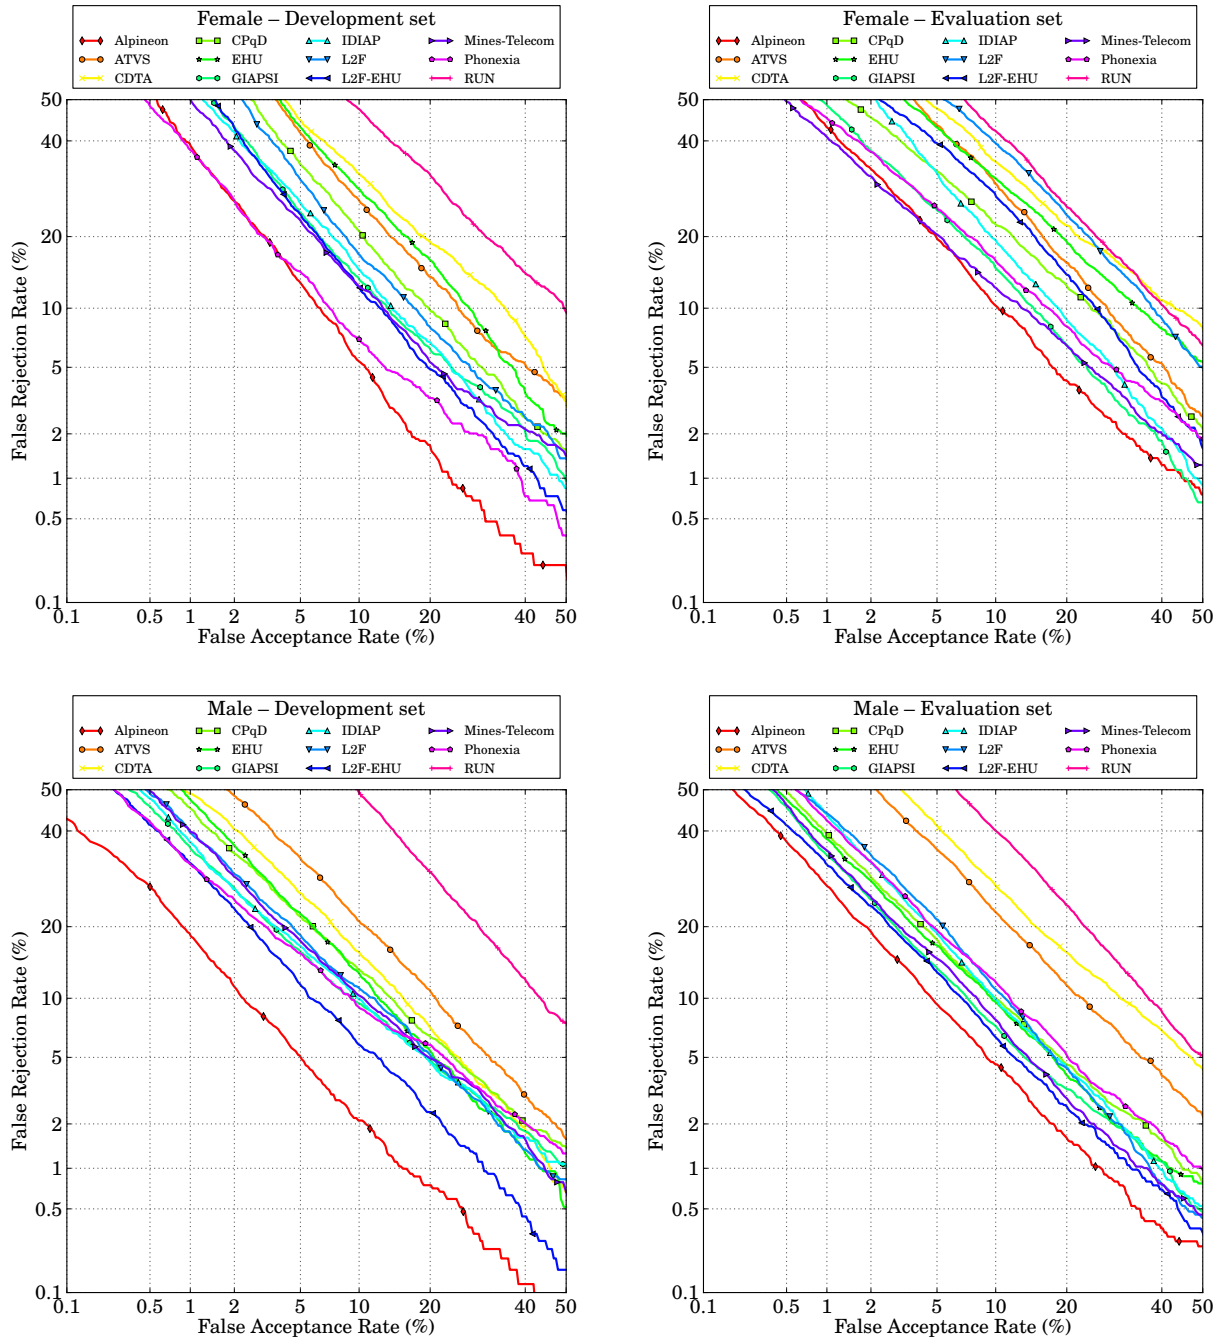 Female – Development set
Alpineon CPqD IDIAP Mines-Telecom
ATVS EHU L2F Phonexia
CDTA GIAPSI L2F-EHU RUN
50
40
20
10
5
2
1
0.5
0.1
False Rejection Rate (%)
0.1 0.5 1 2 5 10 20 40 50
False Acceptance Rate (%)
Female – Evaluation set
Alpineon CPqD IDIAP Mines-Telecom
ATVS EHU L2F Phonexia
CDTA GIAPSI L2F-EHU RUN
50
40
20
10
5
2
1
0.5
0.1
False Rejection Rate (%)
0.1 0.5 1 2 5 10 20 40 50
False Acceptance Rate (%)
Male – Development set
Alpineon CPqD IDIAP Mines-Telecom
ATVS EHU L2F Phonexia
CDTA GIAPSI L2F-EHU RUN
50
40
20
10
5
2
1
0.5
0.1
False Rejection Rate (%)
0.1 0.5 1 2 5 10 20 40 50
False Acceptance Rate (%)
Male – Evaluation set
Alpineon CPqD IDIAP Mines-Telecom
ATVS EHU L2F Phonexia
CDTA GIAPSI L2F-EHU RUN
50
40
20
10
5
2
1
0.5
0.1
False Rejection Rate (%)
0.1 0.5 1 2 5 10 20 40 50
False Acceptance Rate (%)